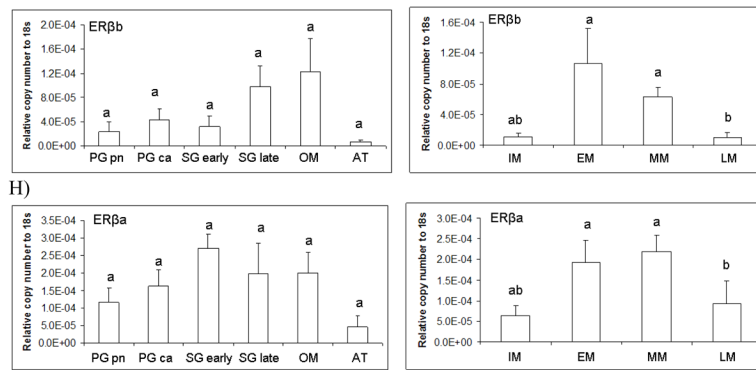 ERβb
Relative copy number to 18s
2.0E-04
1.6E-04
1.2E-04
8.0E-05
4.0E-05
0.0E+00
a a a a a a
PG pn PG ca SG early SG late OM AT
ERβb
Relative copy number to 18s
1.6E-04
1.2E-04
8.0E-05
4.0E-05
0.0E+00
ab a a b
IM EM MM LM
H)
ERβa
Relative copy number to 18s
3.5E-04
3.0E-04
2.5E-04
2.0E-04
1.5E-04
1.0E-04
5.0E-05
0.0E+00
a a a a a a
PG pn PG ca SG early SG late OM AT
ERβa
Relative copy number to 18s
3.0E-04
2.5E-04
2.0E-04
1.5E-04
1.0E-04
5.0E-05
0.0E+00
ab a a b
IM EM MM LM